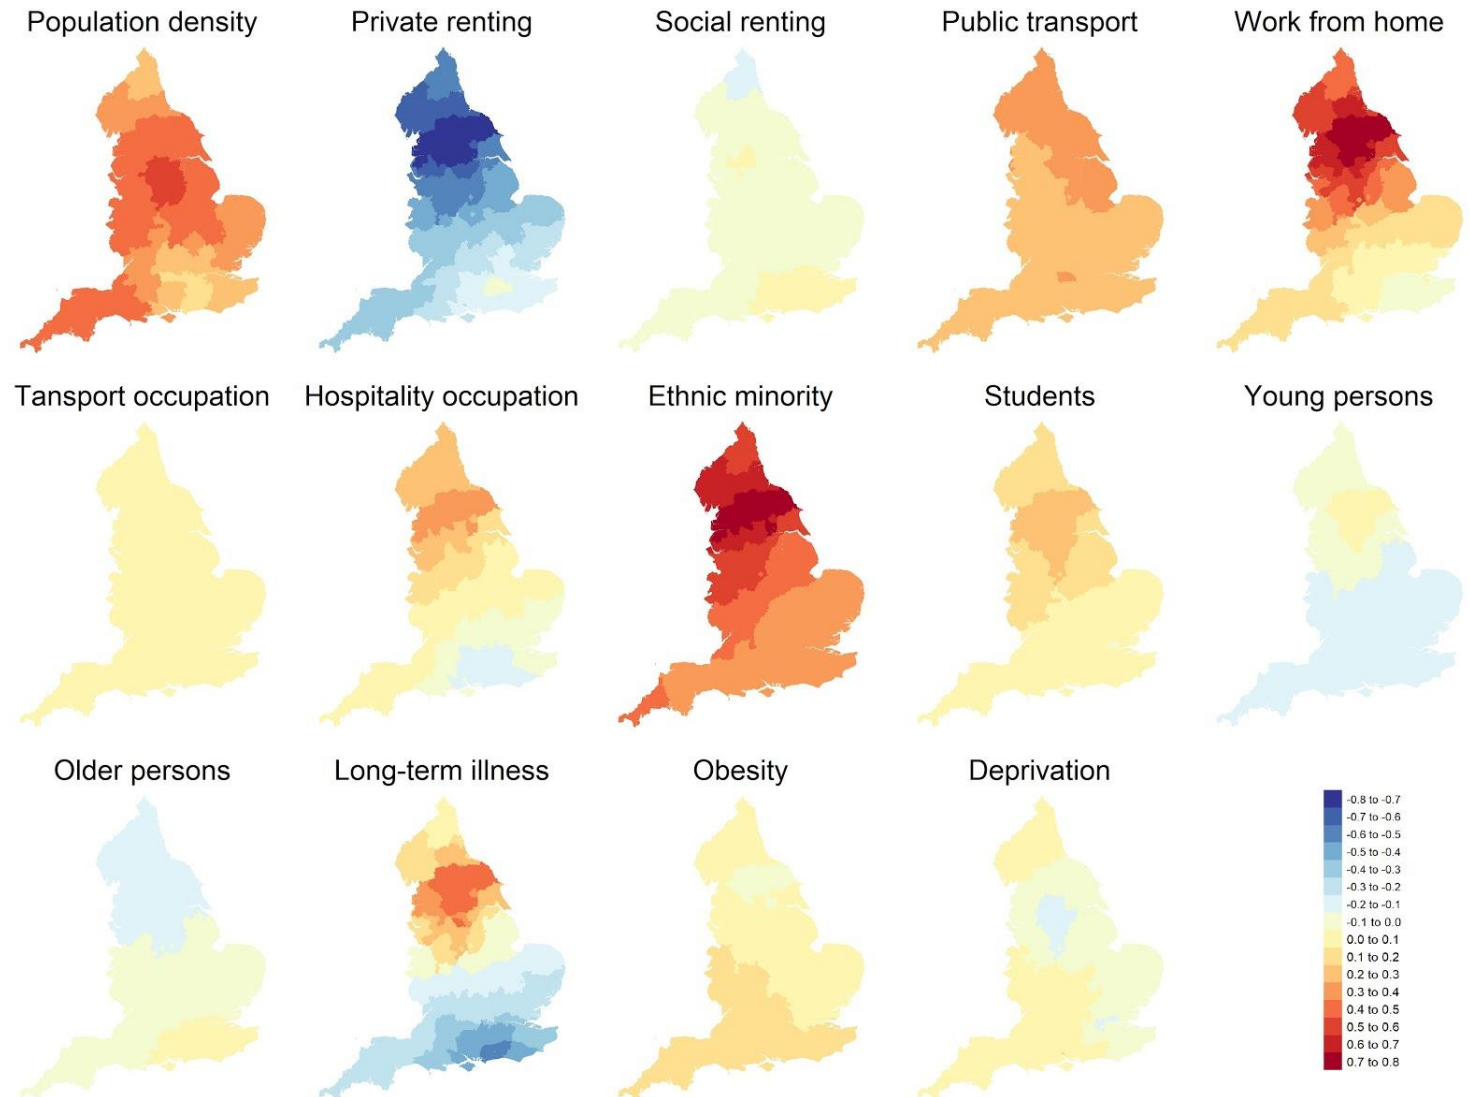 Population density
Private renting
Social renting
Public transport
Work from home
Tansport occupation
Hospitality occupation
Ethnic minority
Students
Young persons
Older persons
Long-term illness
Obesity
Deprivation
-0.8 to -0.7
-0.7 to -0.6
-0.6 to -0.5
-0.5 to -0.4
-0.4 to -0.3
-0.3 to -0.2
-0.2 to -0.1
-0.1 to 0.0
0.0 to 0.1
0.1 to 0.2
0.2 to 0.3
0.3 to 0.4
0.4 to 0.5
0.5 to 0.6
0.6 to 0.7
0.7 to 0.8